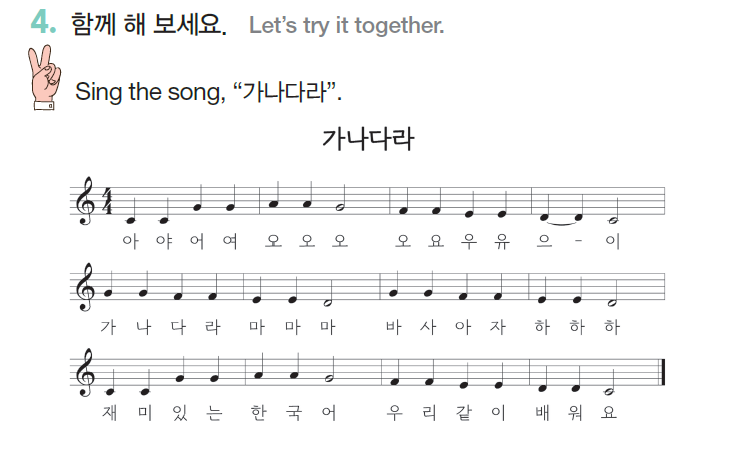 4. 함께 해 보세요. Let's try it together.
Sing the song, “가나다라”.
가나다라
아 야 어 여 오 오 오 오 요 우 유 으 - 이
가 나 다 라 마 마 마 바 사 아 자 하 하 하
재 미 있 는 한 국 어 우 리 같 이 배 워 요